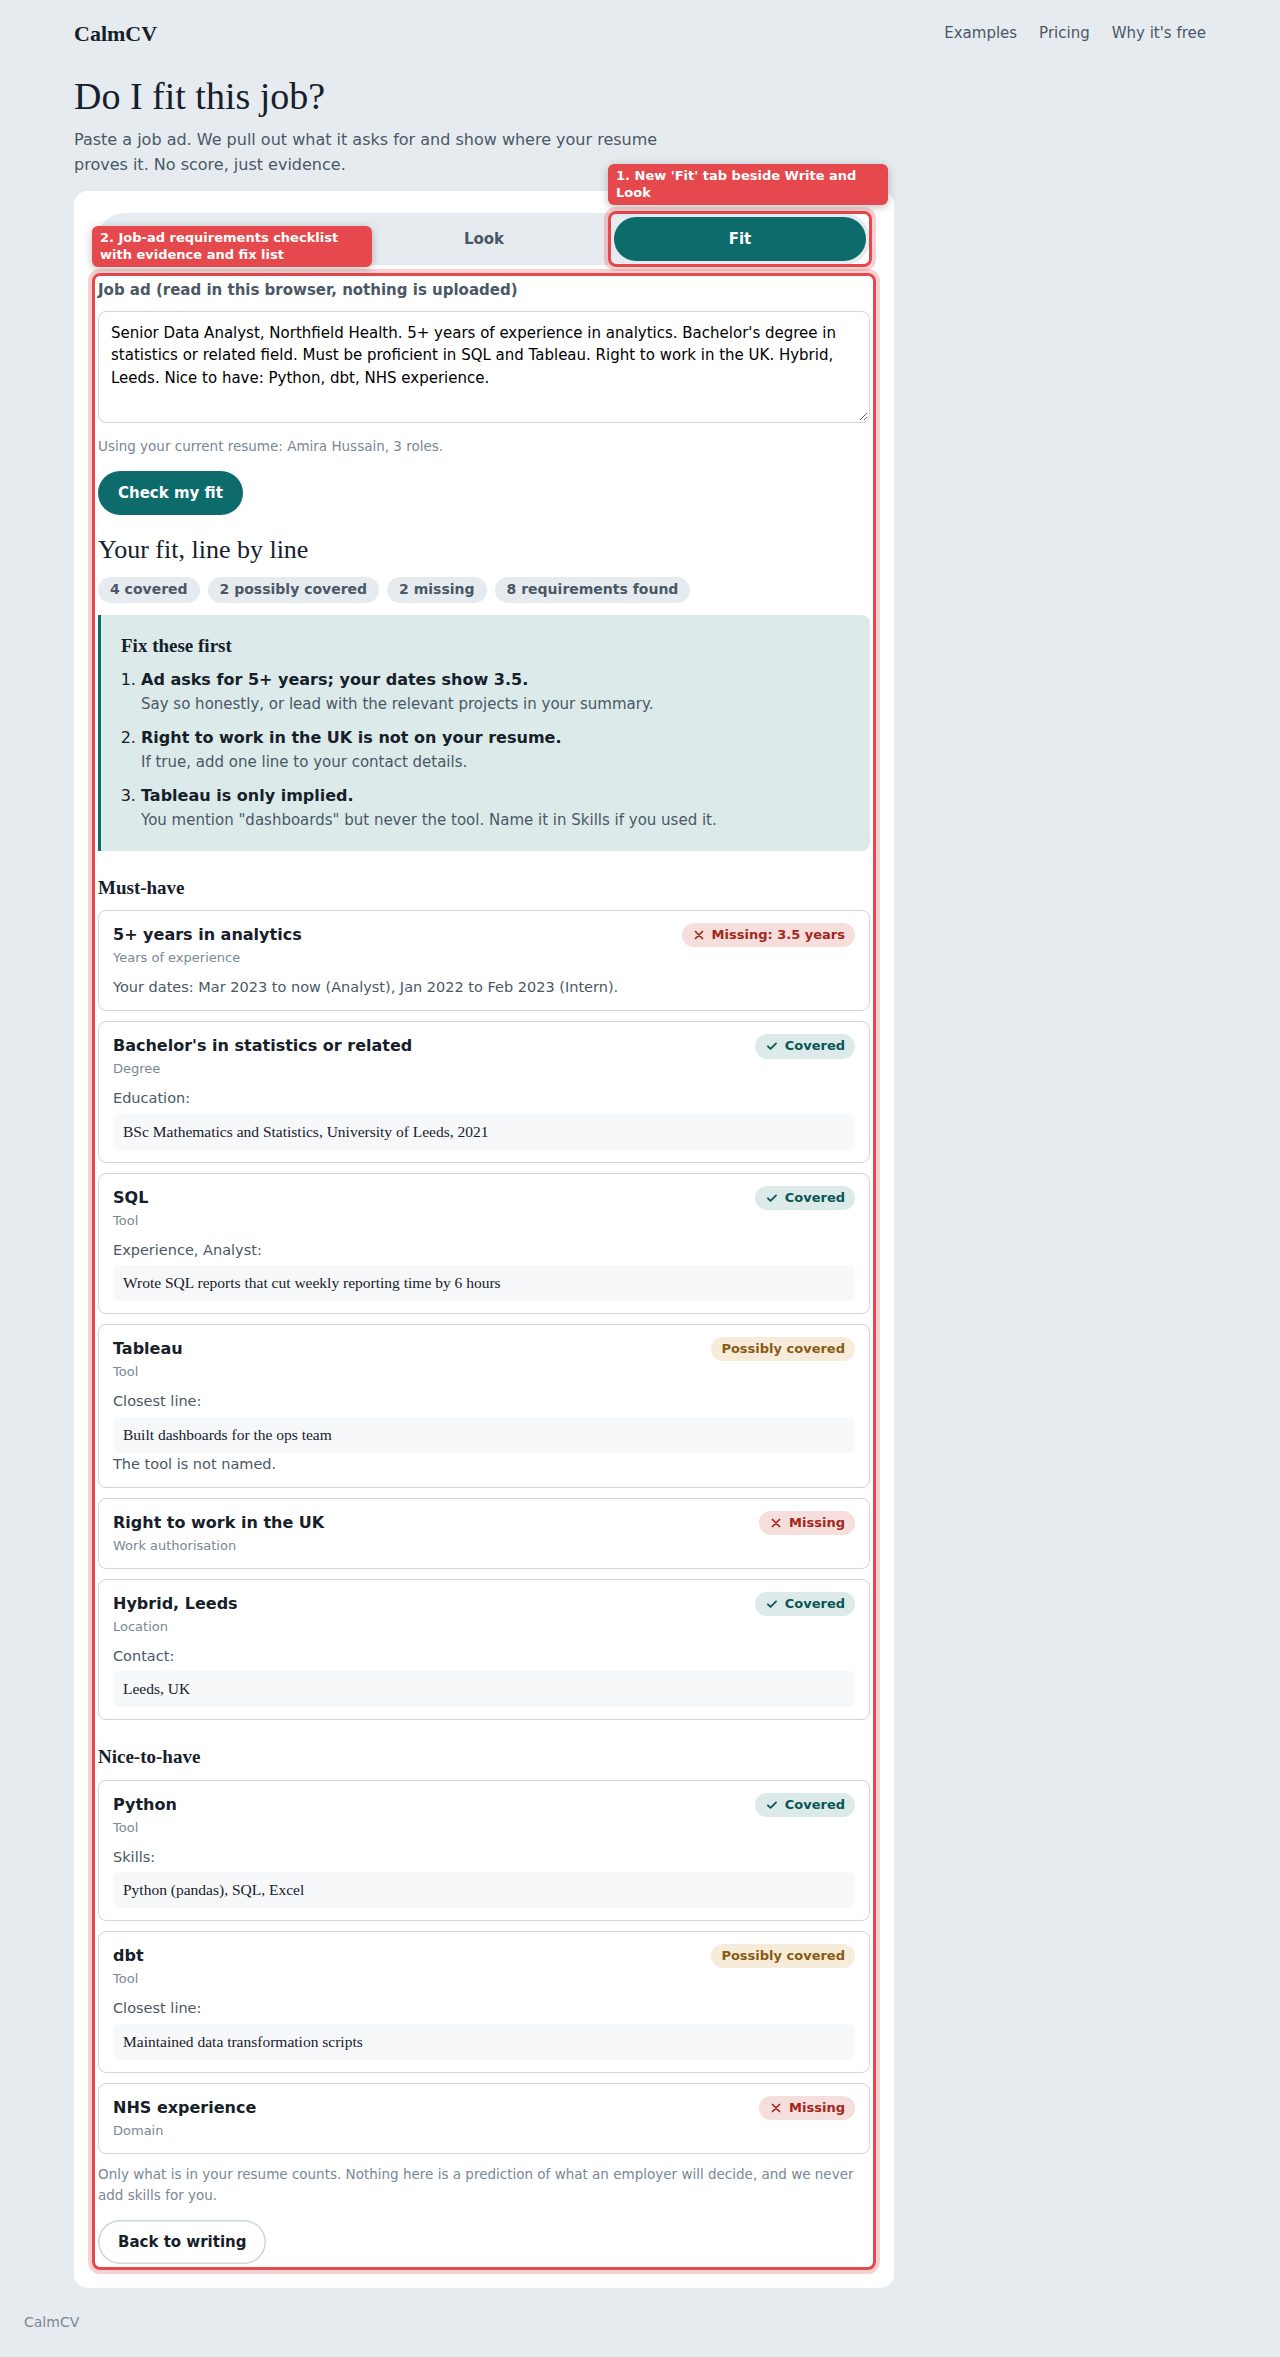 CalmCV
Examples Pricing Why it's free
Do I fit this job?
Paste a job ad. We pull out what it asks for and show where your resume
proves it. No score, just evidence.
1. New 'Fit' tab beside Write and
Look
2. Job-ad requirements checklist
with evidence and fix list
Look
Fit
Job ad (read in this browser, nothing is uploaded)
Senior Data Analyst, Northfield Health. 5+ years of experience in analytics. Bachelor's degree in
statistics or related field. Must be proficient in SQL and Tableau. Right to work in the UK. Hybrid,
Leeds. Nice to have: Python, dbt, NHS experience.
Using your current resume: Amira Hussain, 3 roles.
Check my fit
Your fit, line by line
4 covered 2 possibly covered 2 missing 8 requirements found
Fix these first
1. Ad asks for 5+ years; your dates show 3.5.
Say so honestly, or lead with the relevant projects in your summary.
2. Right to work in the UK is not on your resume.
If true, add one line to your contact details.
3. Tableau is only implied.
You mention "dashboards" but never the tool. Name it in Skills if you used it.
Must-have
5+ years in analytics
Missing: 3.5 years
Years of experience
Your dates: Mar 2023 to now (Analyst), Jan 2022 to Feb 2023 (Intern).
Bachelor's in statistics or related
Covered
Degree
Education:
BSc Mathematics and Statistics, University of Leeds, 2021
SQL
Covered
Tool
Experience, Analyst:
Wrote SQL reports that cut weekly reporting time by 6 hours
Tableau
Possibly covered
Tool
Closest line:
Built dashboards for the ops team
The tool is not named.
Right to work in the UK
Missing
Work authorisation
Hybrid, Leeds
Covered
Location
Contact:
Leeds, UK
Nice-to-have
Python
Covered
Tool
Skills:
Python (pandas), SQL, Excel
dbt
Possibly covered
Tool
Closest line:
Maintained data transformation scripts
NHS experience
Missing
Domain
Only what is in your resume counts. Nothing here is a prediction of what an employer will decide, and we never
add skills for you.
Back to writing
CalmCV